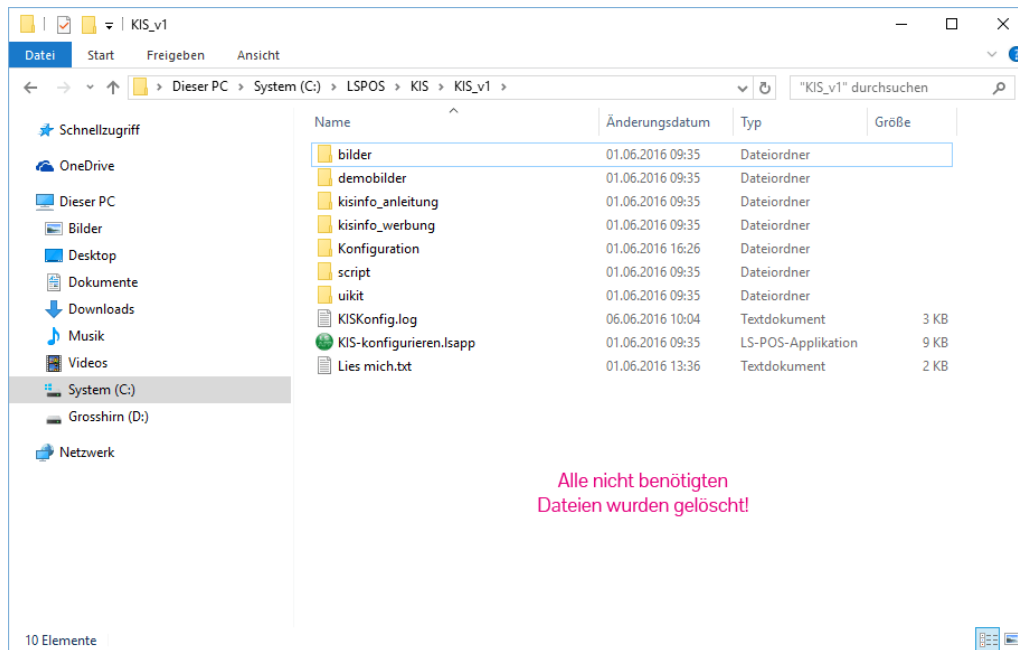 KIS_v1
Datei Start Freigeben Ansicht
Dieser PC > System (C:) > LSPOS > KIS > KIS_v1 >
"KIS_v1" durchsuchen
Schnellzugriff
OneDrive
Dieser PC
Bilder
Desktop
Dokumente
Downloads
Musik
Videos
System (C:)
Grosshirn (D:)
Netzwerk
Name Änderungsdatum Typ Größe
bilder 01.06.2016 09:35 Dateiordner
demobilder 01.06.2016 09:35 Dateiordner
kisinfo_anleitung 01.06.2016 09:35 Dateiordner
kisinfo_werbung 01.06.2016 09:35 Dateiordner
Konfiguration 01.06.2016 16:26 Dateiordner
script 01.06.2016 09:35 Dateiordner
uikit 01.06.2016 09:35 Dateiordner
KISKonfig.log 06.06.2016 10:04 Textdokument 3 KB
KIS-konfigurieren.lsapp 01.06.2016 09:35 LS-POS-Applikation 9 KB
Lies mich.txt 01.06.2016 13:36 Textdokument 2 KB
Alle nicht benötigten
Dateien wurden gelöscht!
10 Elemente